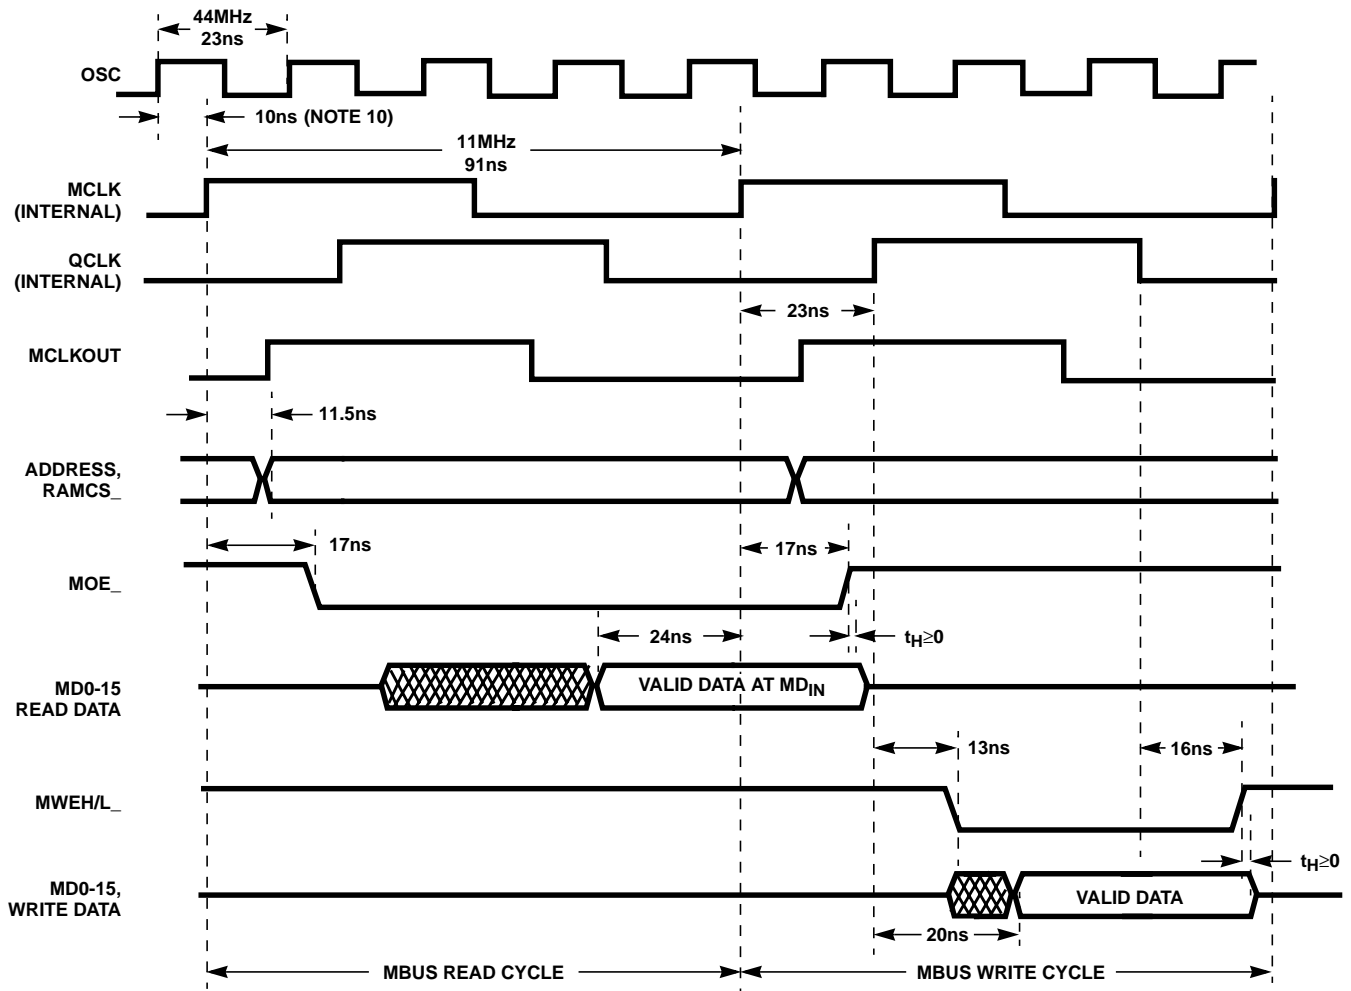 44MHz
23ns
OSC
10ns (NOTE 10)
11MHz
91ns
MCLK
(INTERNAL)
QCLK
(INTERNAL)
23ns
MCLKOUT
11.5ns
ADDRESS,
RAMCS_
17ns
17ns
MOE_
24ns
tH≥0
MD0-15
READ DATA
VALID DATA AT MDIN
13ns
16ns
MWEH/L_
tH≥0
MD0-15,
WRITE DATA
VALID DATA
20ns
MBUS READ CYCLE
MBUS WRITE CYCLE